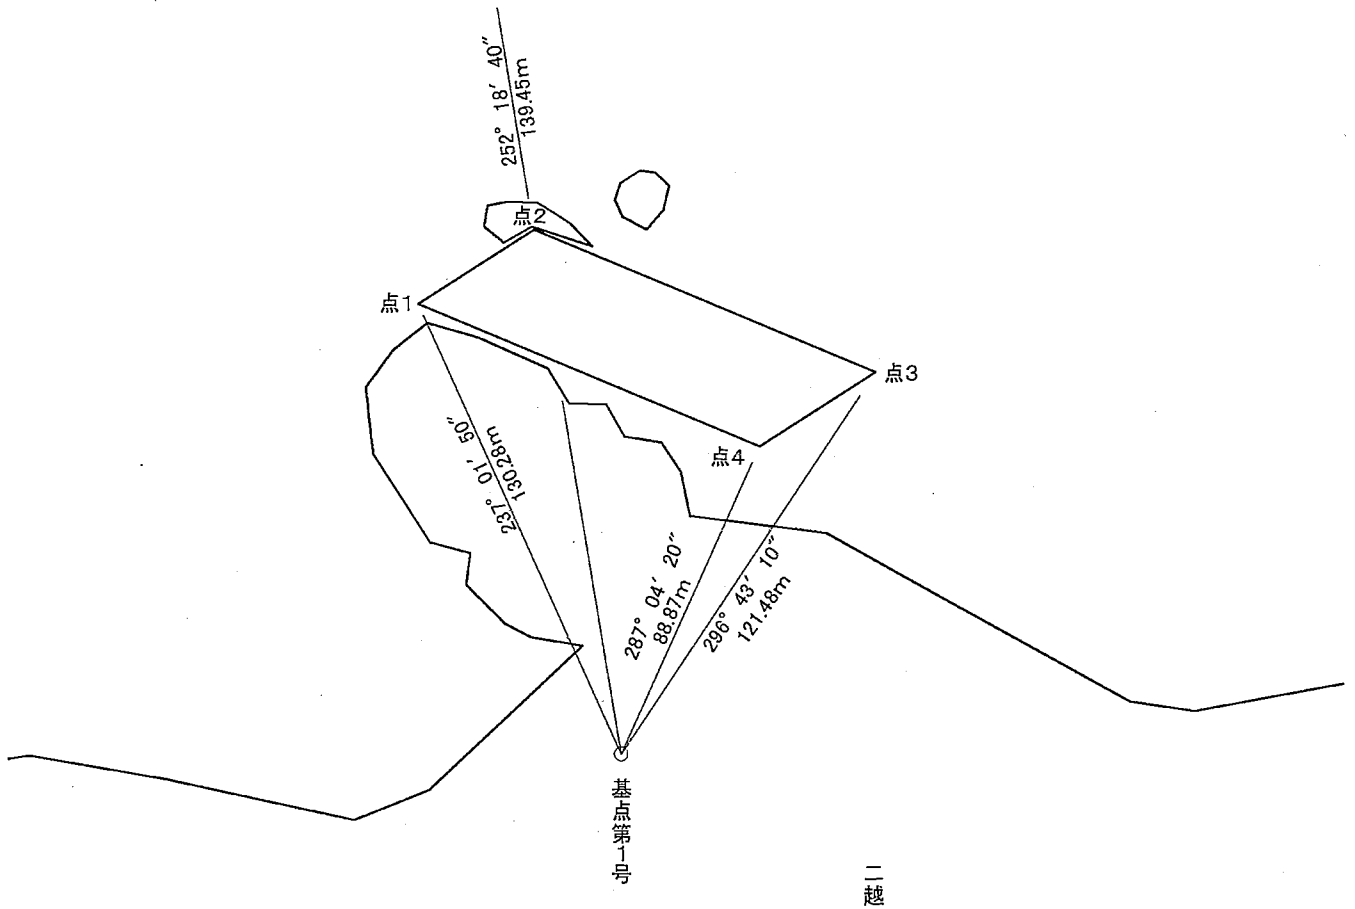 252° 18′ 40″
139.45m
点2
点1
点3
点4
237° 01′ 50″
130.28m
287° 04′ 20″
88.87m
296° 43′ 10″
121.48m
基点第1号
二越